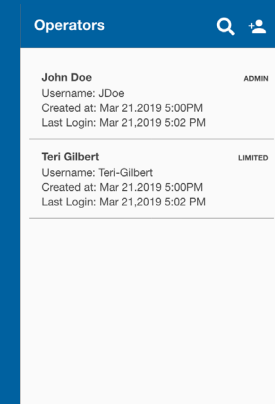 Operators
John Doe
ADMIN
Username: JDoe
Created at: Mar 21.2019 5:00PM
Last Login: Mar 21,2019 5:02 PM
Teri Gilbert
LIMITED
Username: Teri-Gilbert
Created at: Mar 21.2019 5:00PM
Last Login: Mar 21,2019 5:02 PM